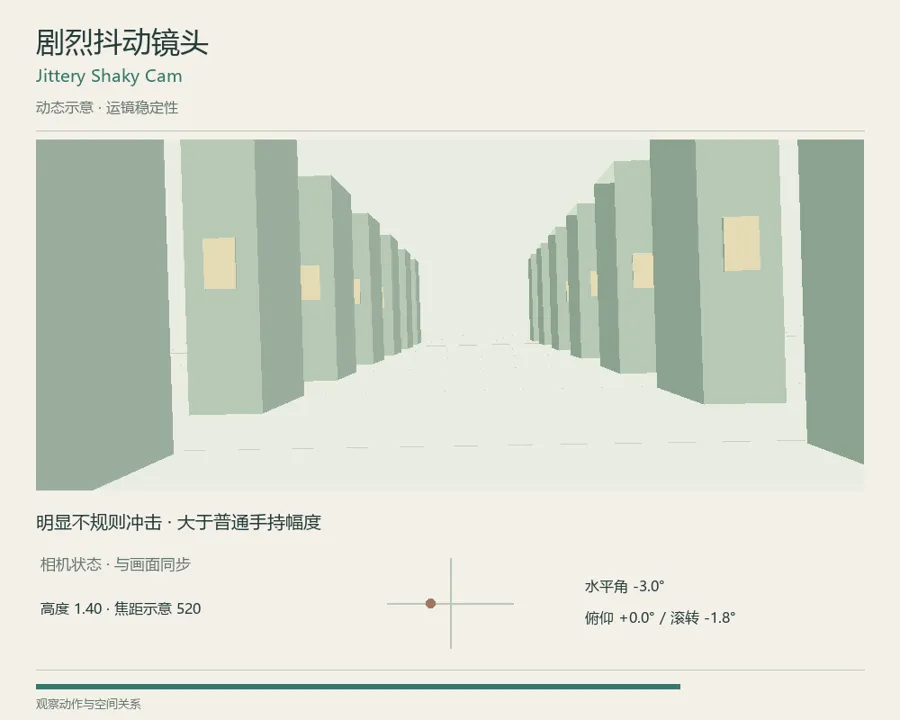 剧烈抖动镜头
Jittery Shaky Cam
动态示意 · 运镜稳定性
明显不规则冲击 · 大于普通手持幅度
相机状态 · 与画面同步
高度 1.40 · 焦距示意 520
水平角 -3.0°
俯仰 +0.0° / 滚转 -1.8°
观察动作与空间关系